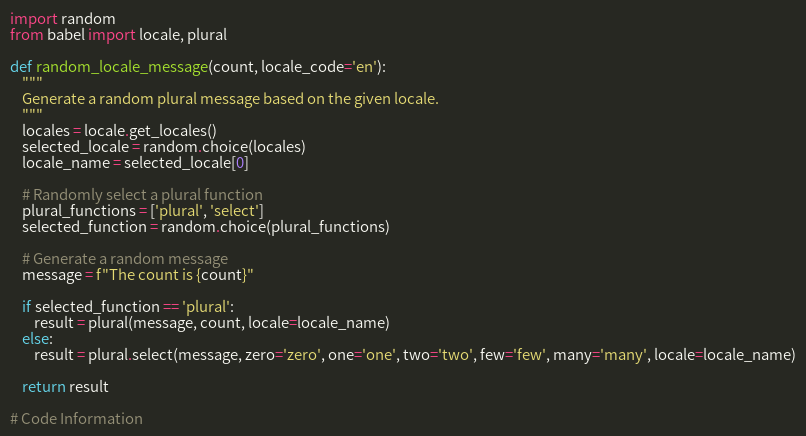 import random
from babel import locale, plural

def random_locale_message(count, locale_code='en'):
    """
    Generate a random plural message based on the given locale.
    """
    locales = locale.get_locales()
    selected_locale = random.choice(locales)
    locale_name = selected_locale[0]

    # Randomly select a plural function
    plural_functions = ['plural', 'select']
    selected_function = random.choice(plural_functions)

    # Generate a random message
    message = f"The count is {count}"

    if selected_function == 'plural':
        result = plural(message, count, locale=locale_name)
    else:
        result = plural.select(message, zero='zero', one='one', two='two', few='few', many='many', locale=locale_name)

    return result

# Code Information